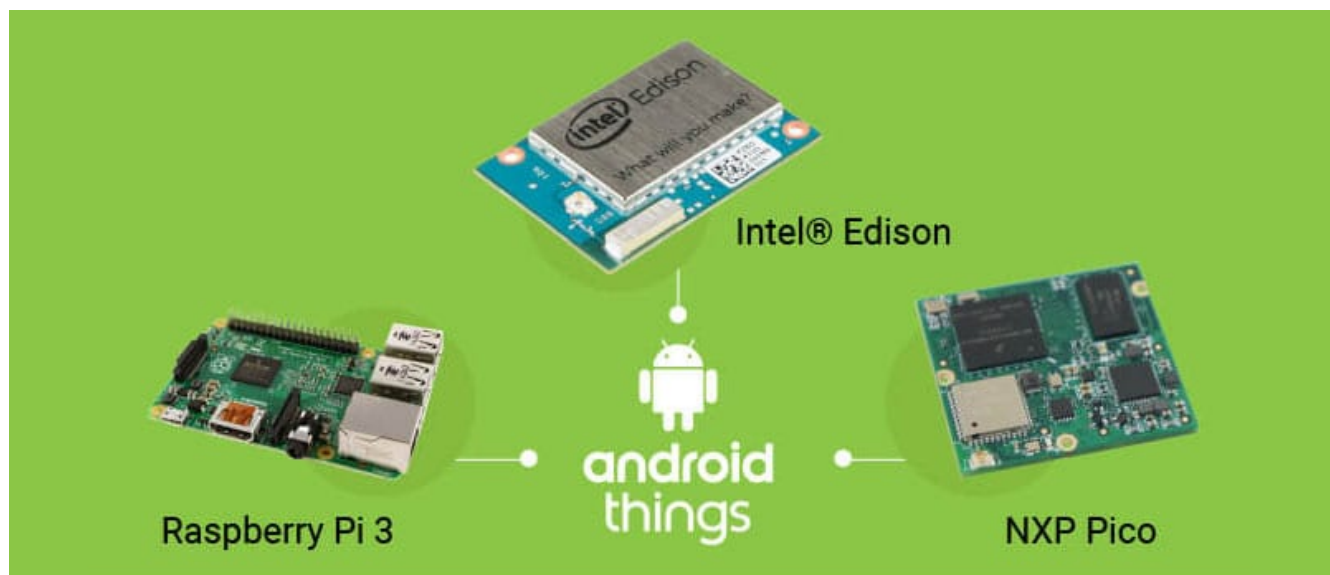 intel Edison
What will you make?
Intel® Edison
android
things
Raspberry Pi 3
NXP Pico